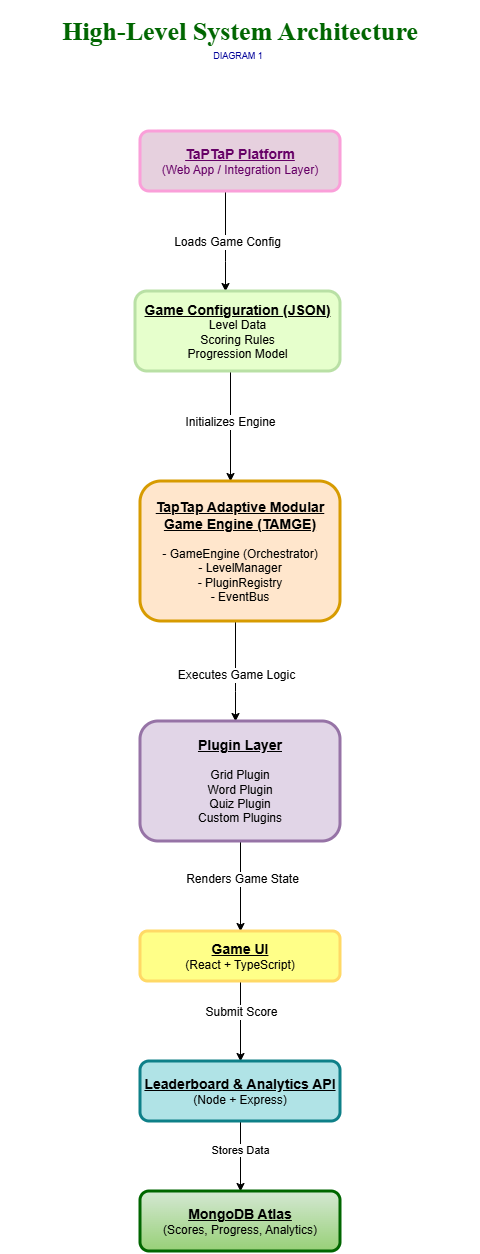 High-Level System Architecture
DIAGRAM 1
TaPTaP Platform
(Web App / Integration Layer)
Loads Game Config
Game Configuration (JSON)
Level Data
Scoring Rules
Progression Model
Initializes Engine
TapTap Adaptive Modular
Game Engine (TAMGE)
- GameEngine (Orchestrator)
- LevelManager
- PluginRegistry
- EventBus
Executes Game Logic
Plugin Layer
Grid Plugin
Word Plugin
Quiz Plugin
Custom Plugins
Renders Game State
Game UI
(React + TypeScript)
Submit Score
Leaderboard & Analytics API
(Node + Express)
Stores Data
MongoDB Atlas
(Scores, Progress, Analytics)